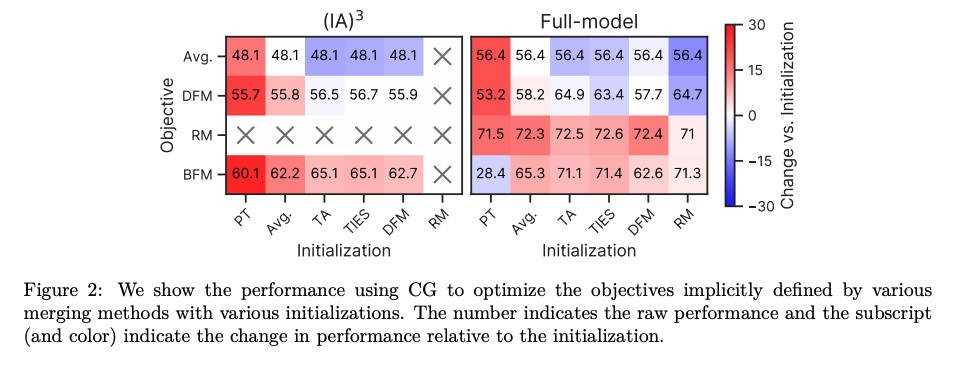 (IA)³ Full-model
Avg. 48.1 48.1 48.1 48.1 48.1 × 56.4 56.4 56.4 56.4 56.4 56.4
DFM 55.7 55.8 56.5 56.7 55.9 × 53.2 58.2 64.9 63.4 57.7 64.7
RM × × × × × × 71.5 72.3 72.5 72.6 72.4 71
BFM 60.1 62.2 65.1 65.1 62.7 × 28.4 65.3 71.1 71.4 62.6 71.3
Objective
PT Avg. TA TIES DFM RM PT Avg. TA TIES DFM RM
Initialization Initialization
30
15
0
−15
−30
Change vs. Initialization
Figure 2: We show the performance using CG to optimize the objectives implicitly defined by various
merging methods with various initializations. The number indicates the raw performance and the subscript
(and color) indicate the change in performance relative to the initialization.